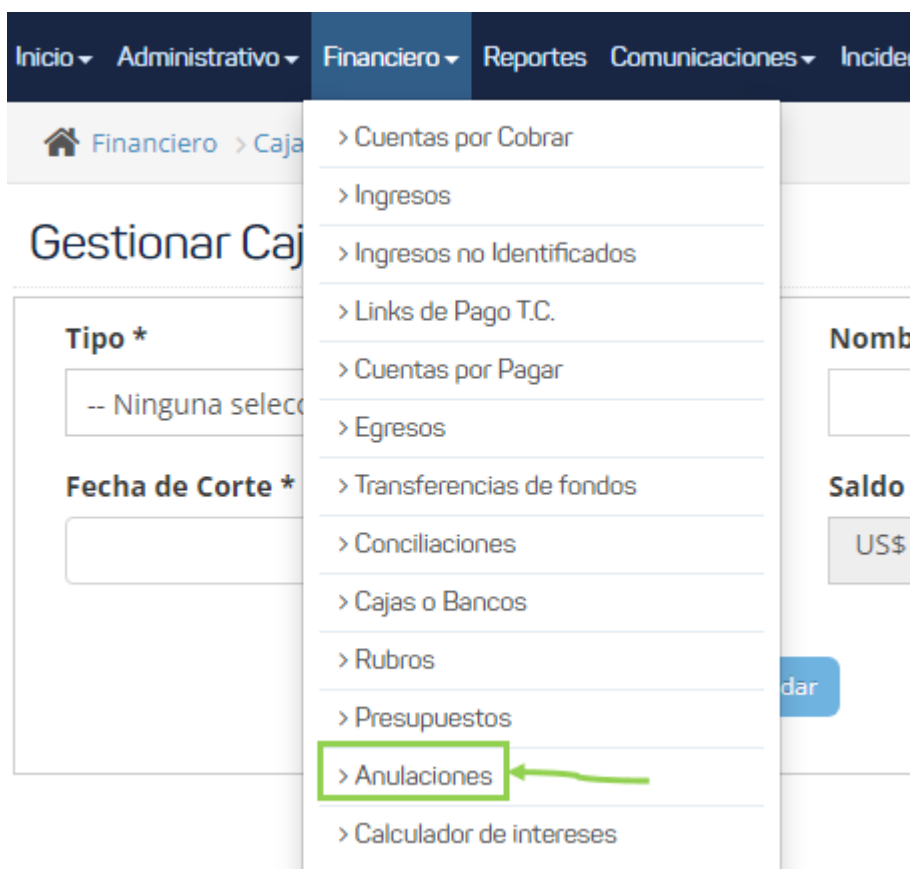 Inicio Administrativo Financiero Reportes Comunicaciones
Financiero > Caja
> Cuentas por Cobrar
> Ingresos
Gestionar Caj
> Ingresos no Identificados
> Links de Pago T.C.
Tipo *
Nomb
> Cuentas por Pagar
-- Ninguna selecc
> Egresos
Fecha de Corte *
> Transferencias de fondos
Saldo
> Conciliaciones
US$
> Cajas o Bancos
> Rubros
dar
> Presupuestos
> Anulaciones
> Calculador de intereses